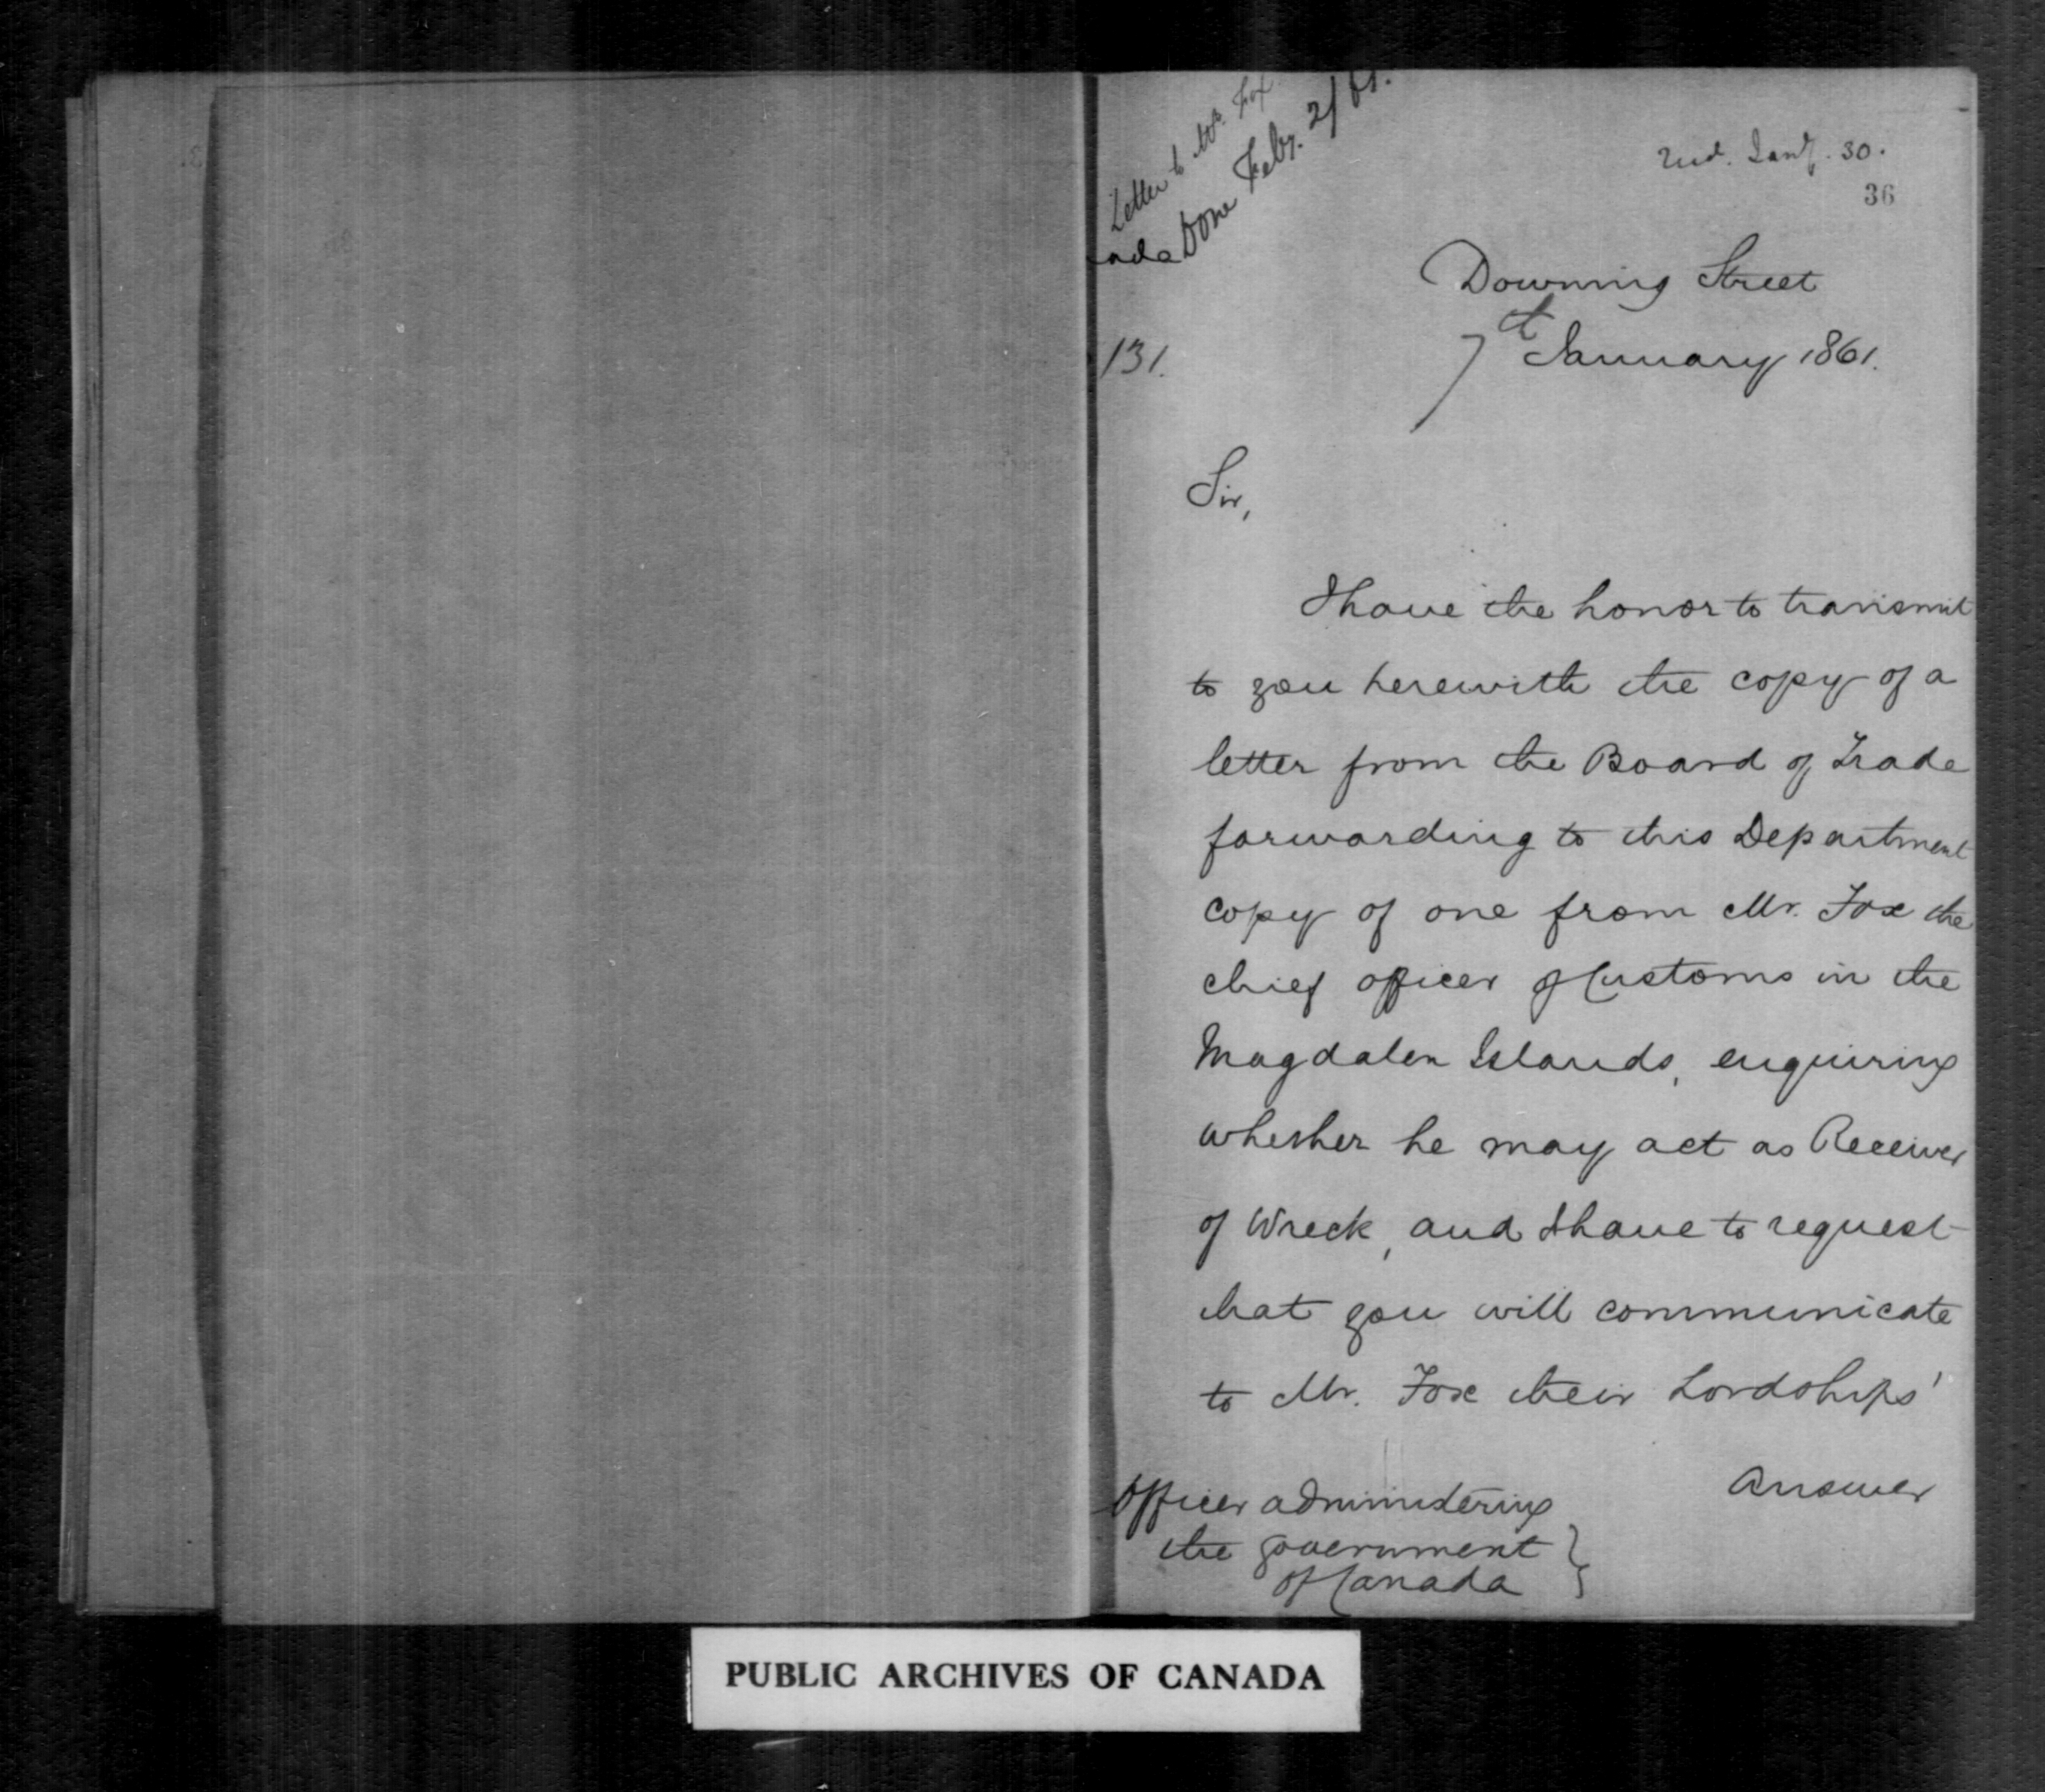 Letter to Mr. Fox
Done Feby. 2/61.
ada
Recd. Jany. 30.
36
Downing Street
7th January 1861.
131.
Sir,
I have the honor to transmit
to you herewith the copy of a
letter from the Board of Trade
forwarding to this Department
copy of one from Mr. Fox the
chief officer of Customs in the
Magdalen Islands, enquiring
whether he may act as Receiver
of Wreck, and I have to request
that you will communicate
to Mr. Fox their Lordships'
Answer
Officer administering
the government
of Canada
PUBLIC ARCHIVES OF CANADA